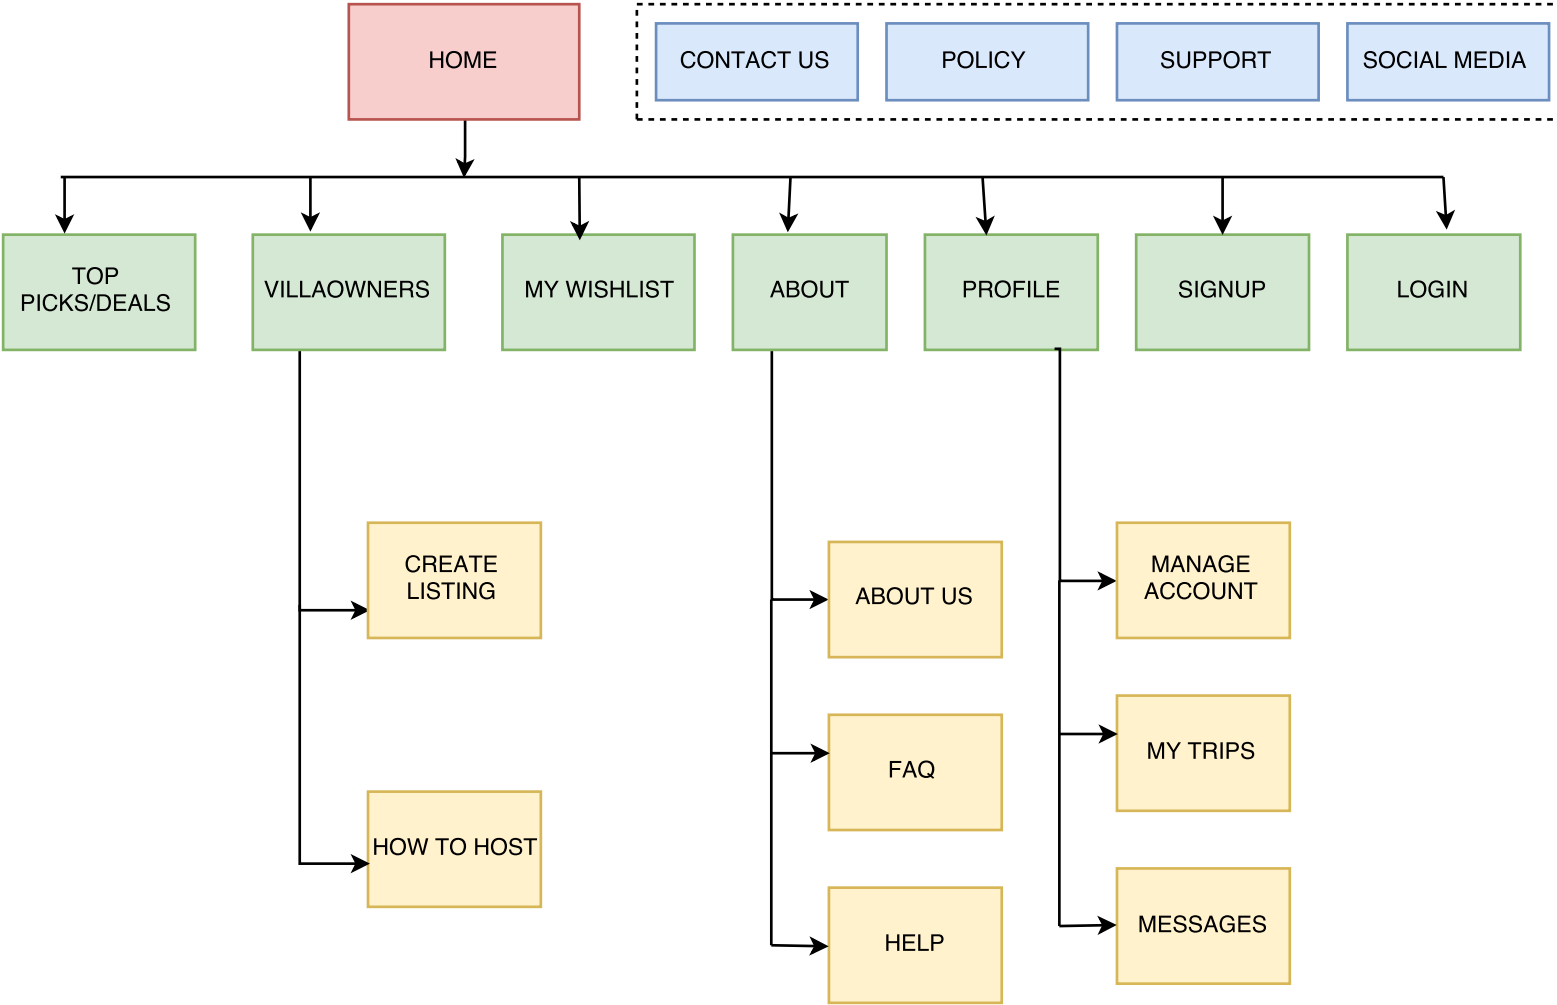 HOME
CONTACT US
POLICY
SUPPORT
SOCIAL MEDIA
TOP
PICKS/DEALS
VILLAOWNERS
MY WISHLIST
ABOUT
PROFILE
SIGNUP
LOGIN
CREATE
LISTING
HOW TO HOST
ABOUT US
FAQ
HELP
MANAGE
ACCOUNT
MY TRIPS
MESSAGES